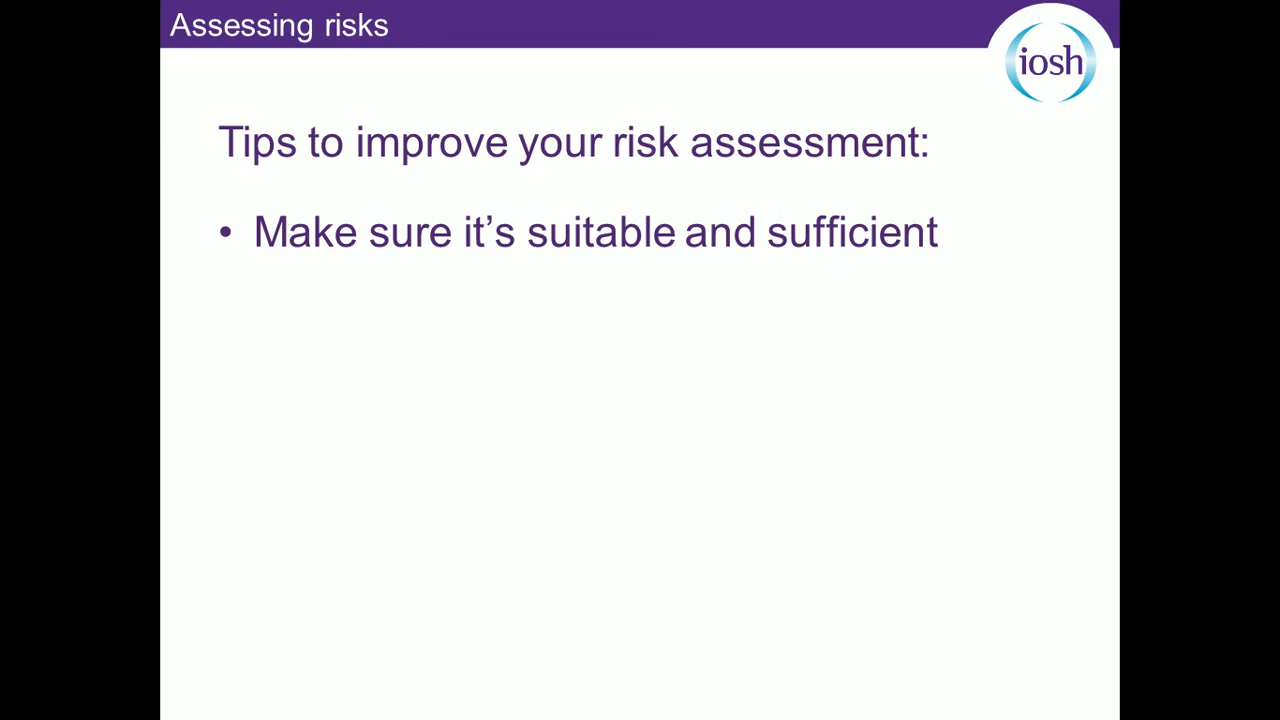 Assessing risks
iosh
Tips to improve your risk assessment:
• Make sure it’s suitable and sufficient